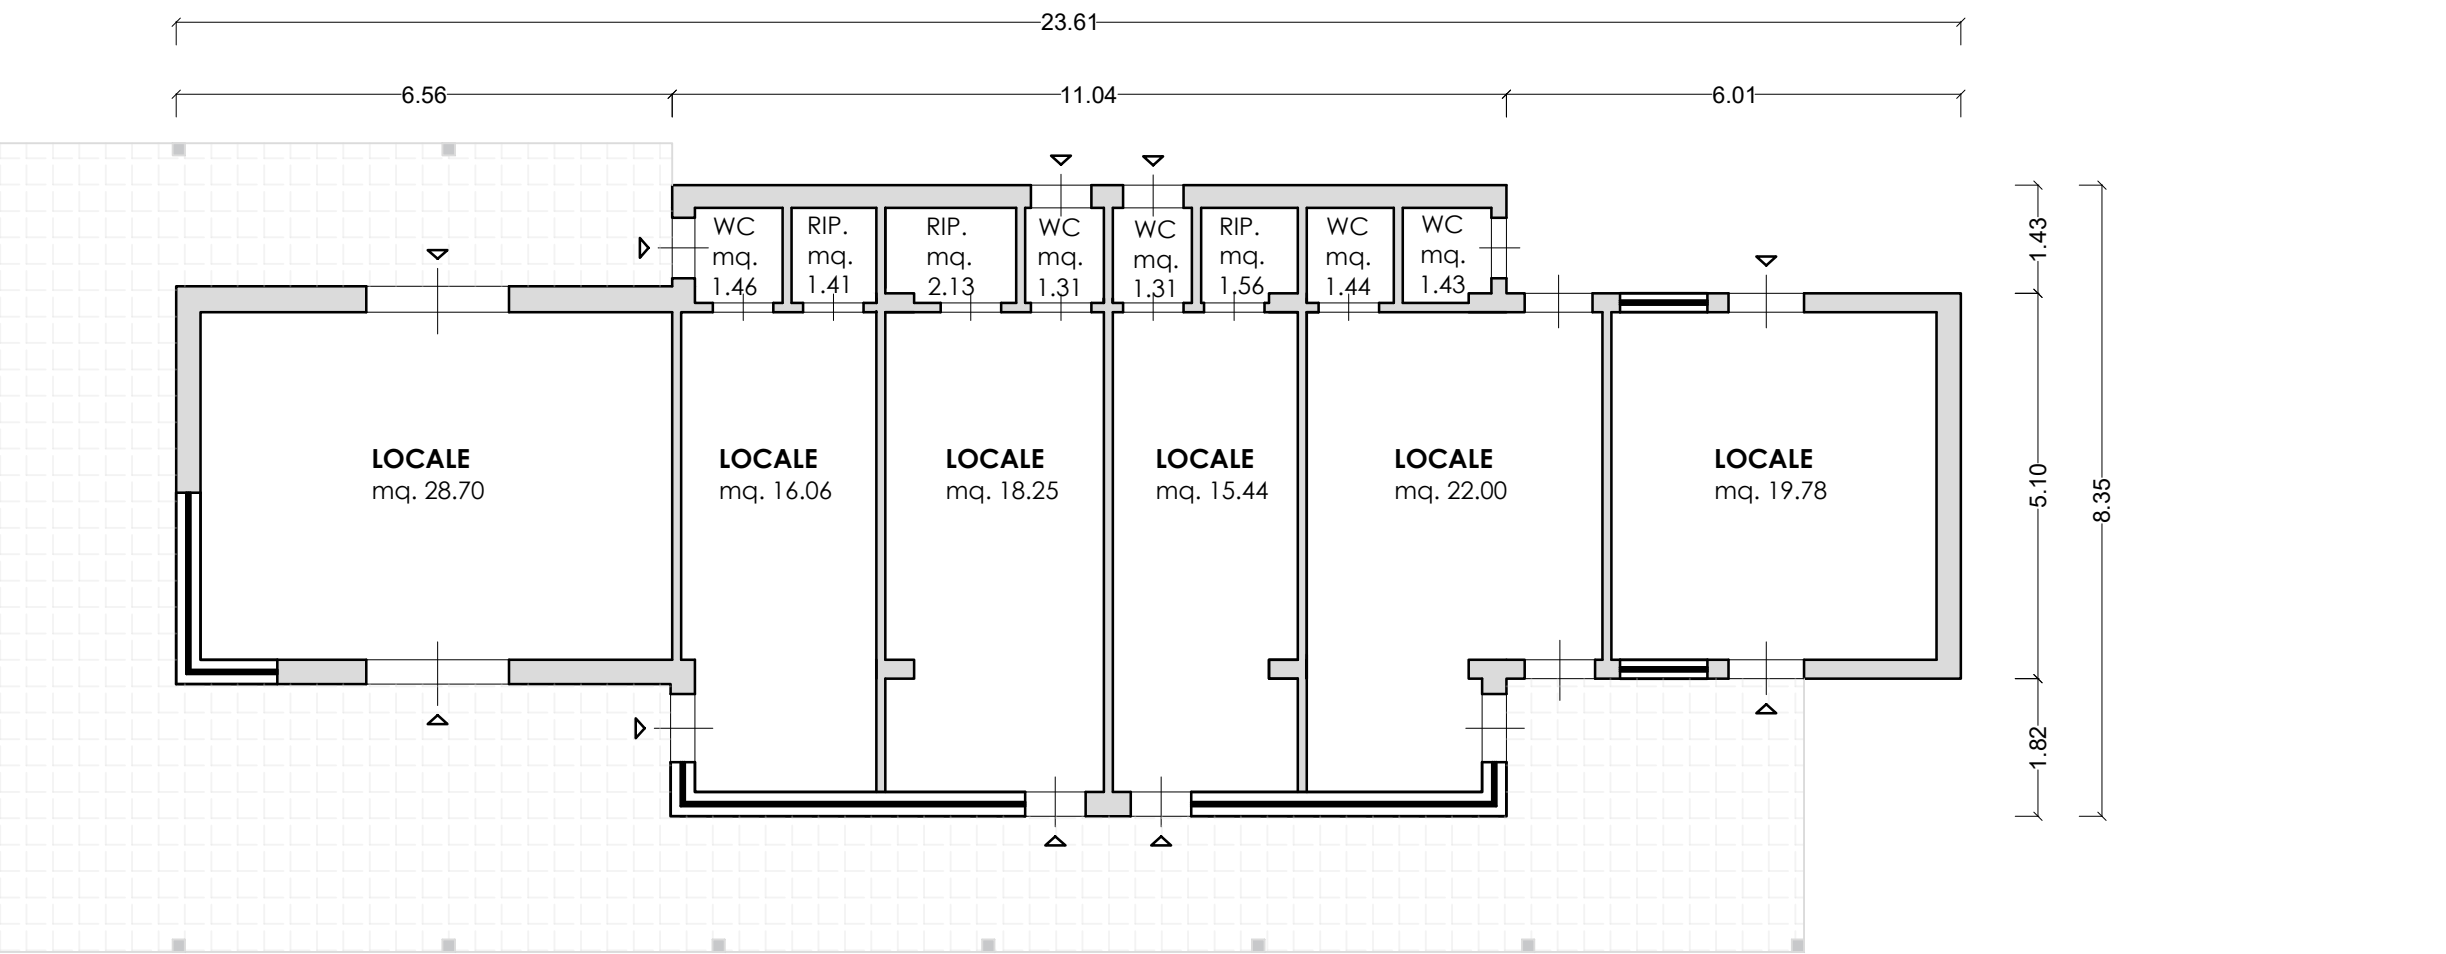 23.61
6.56
11.04
6.01
WC
mq.
1.46
RIP.
mq.
1.41
RIP.
mq.
2.13
WC
mq.
1.31
WC
mq.
1.31
RIP.
mq.
1.56
WC
mq.
1.44
WC
mq.
1.43
1.43
LOCALE
mq. 28.70
LOCALE
mq. 16.06
LOCALE
mq. 18.25
LOCALE
mq. 15.44
LOCALE
mq. 22.00
LOCALE
mq. 19.78
5.10
8.35
1.82